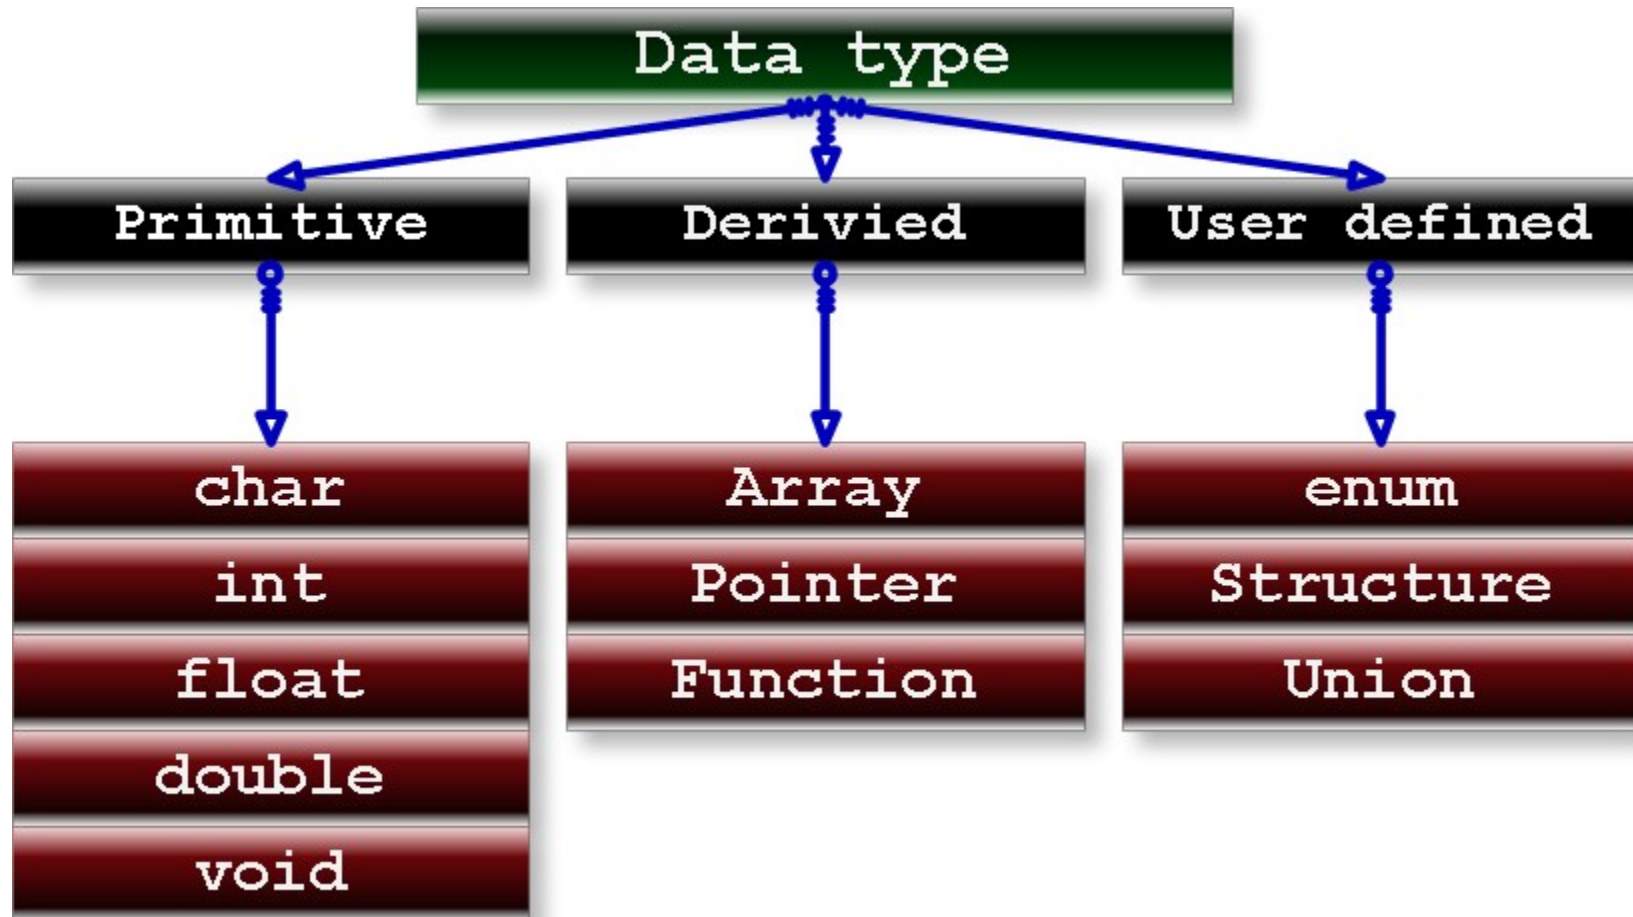 Data type
Primitive
Derivied
User defined
char
int
float
double
void
Array
Pointer
Function
enum
Structure
Union